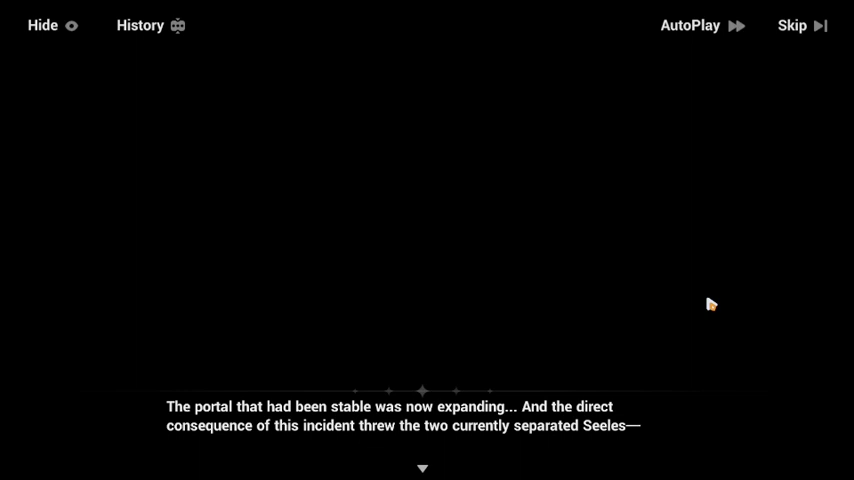 Hide
History
AutoPlay
Skip
The portal that had been stable was now expanding... And the direct
consequence of this incident threw the two currently separated Seeles—